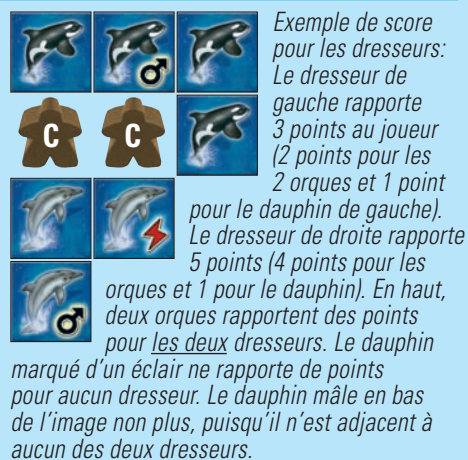 Exemple de score
pour les dresseurs:
Le dresseur de
gauche rapporte
3 points au joueur
(2 points pour les
2 orques et 1 point
pour le dauphin de gauche).
Le dresseur de droite rapporte
5 points (4 points pour les
orques et 1 pour le dauphin). En haut,
deux orques rapportent des points
pour les deux dresseurs. Le dauphin
marqué d'un éclair ne rapporte de points
pour aucun dresseur. Le dauphin mâle en bas
de l'image non plus, puisqu'il n'est adjacent à
aucun des deux dresseurs.
C C